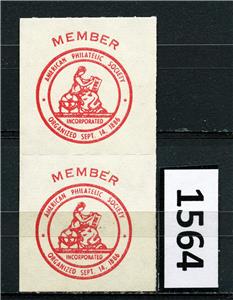 MEMBER
AMERICAN PHILATELIC SOCIETY
INCORPORATED
ORGANIZED SEPT. 14, 1886
MEMBER
AMERICAN PHILATELIC SOCIETY
INCORPORATED
ORGANIZED SEPT. 14, 1886
1564